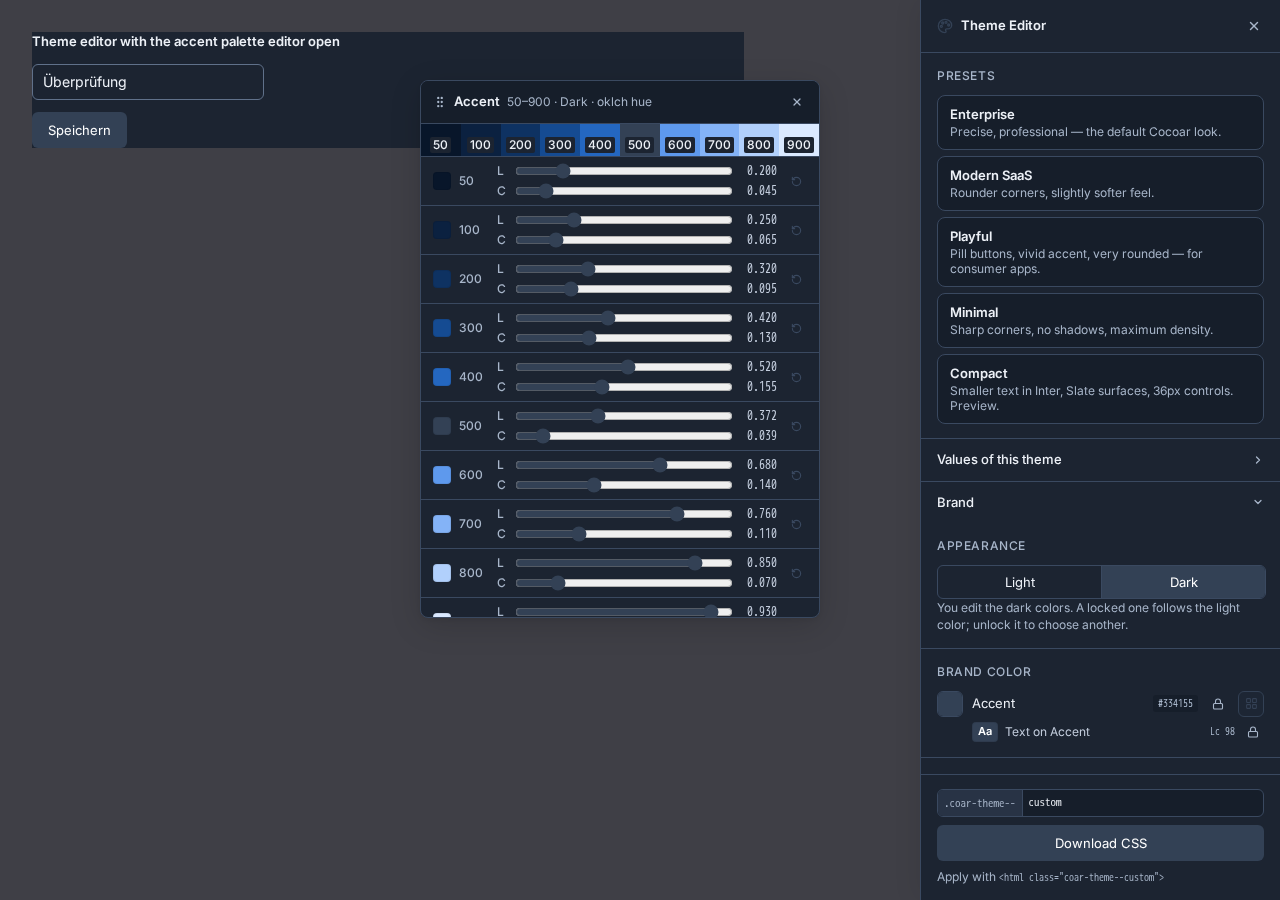 Theme editor with the accent palette editor open
Überprüfung
Speichern
Accent 50–900 · Dark · oklch hue
50 100 200 300 400 500 600 700 800 900
50 L 0.200
C 0.045
100 L 0.250
C 0.065
200 L 0.320
C 0.095
300 L 0.420
C 0.130
400 L 0.520
C 0.155
500 L 0.372
C 0.039
600 L 0.680
C 0.140
700 L 0.760
C 0.110
800 L 0.850
C 0.070
L 0.930
Theme Editor
PRESETS
Enterprise
Precise, professional — the default Cocoar look.
Modern SaaS
Rounder corners, slightly softer feel.
Playful
Pill buttons, vivid accent, very rounded — for
consumer apps.
Minimal
Sharp corners, no shadows, maximum density.
Compact
Smaller text in Inter, Slate surfaces, 36px controls.
Preview.
Values of this theme
Brand
APPEARANCE
Light Dark
You edit the dark colors. A locked one follows the light
color; unlock it to choose another.
BRAND COLOR
Accent #334155
Aa Text on Accent Lc 98
.coar-theme-- custom
Download CSS
Apply with <html class="coar-theme--custom">